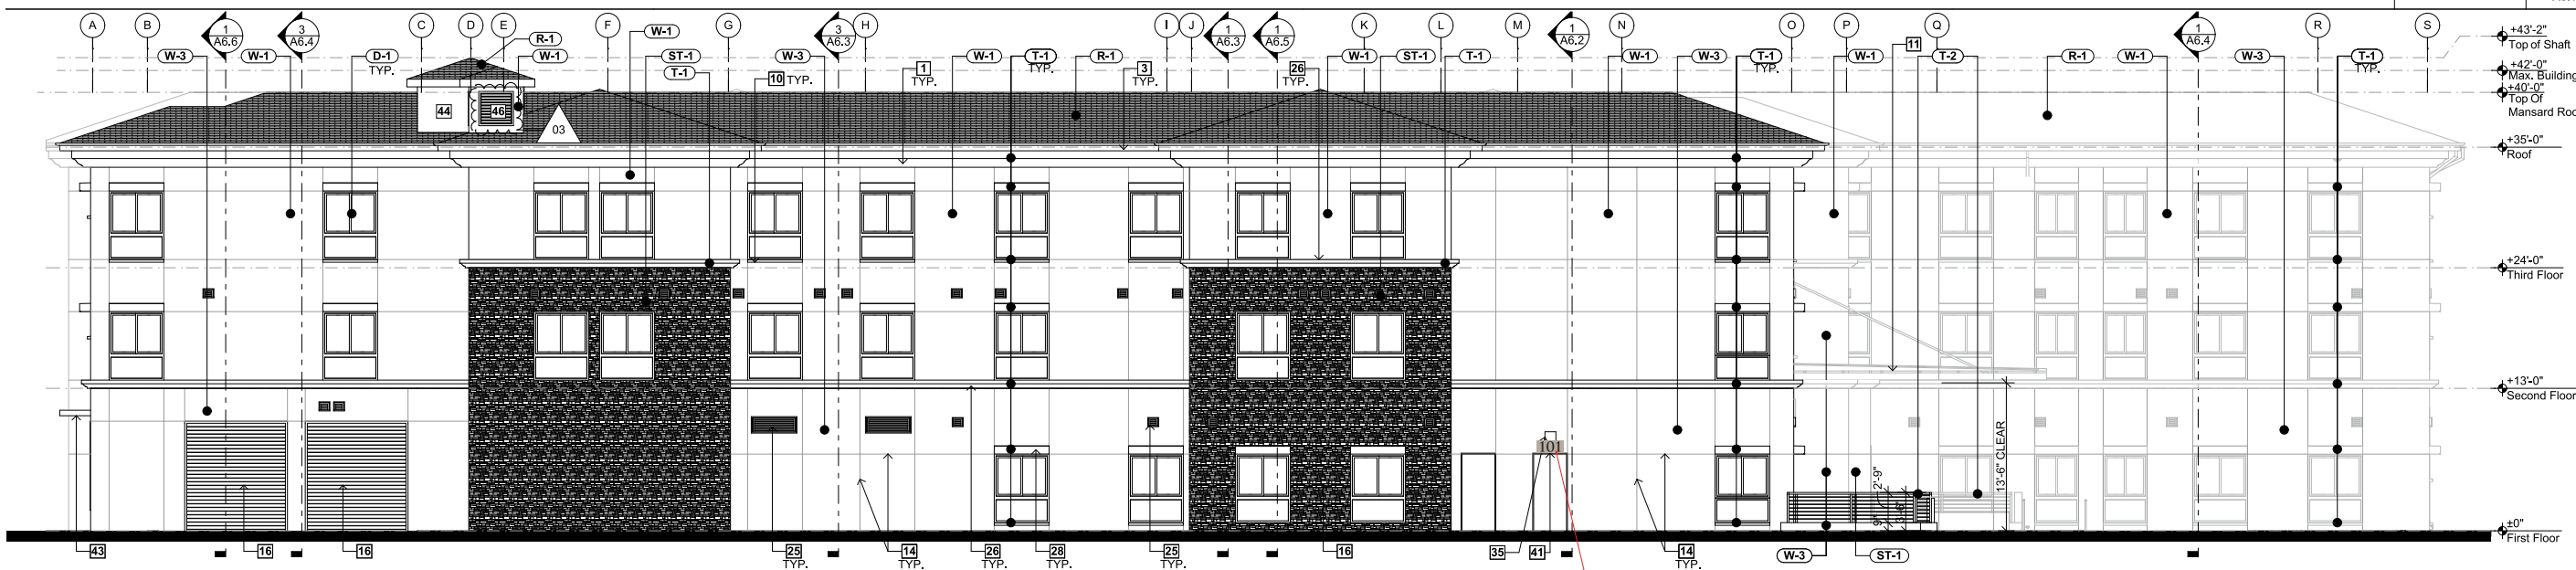 A B C D E F G H I J K L M N O P Q R S
1 A6.6
3 A6.4
3 A6.3
1 A6.3
1 A6.5
1 A6.2
1 A6.4
R-1
W-1
W-3 W-1 D-1 TYP. W-1 ST-1 T-1 W-3 W-1 T-1 TYP. R-1 W-1 ST-1 T-1 W-1 W-3 T-1 TYP. W-1 T-2 R-1 W-1 W-3 T-1 TYP.
10 TYP.
1 TYP.
3 TYP.
26 TYP.
11
44 46 03
+43'-2"
Top of Shaft
+42'-0"
Max. Building
+40'-0"
Top Of
Mansard
+35'-0"
Roof
+24'-0"
Third Floor
+13'-0"
Second Floor
±0"
First Floor
101
13'-6" CLEAR
2'-9"
9"
43 16 16 25 TYP. 14 TYP. 26 TYP. 28 TYP. 25 TYP. 16 35 41 14 TYP. W-3 ST-1